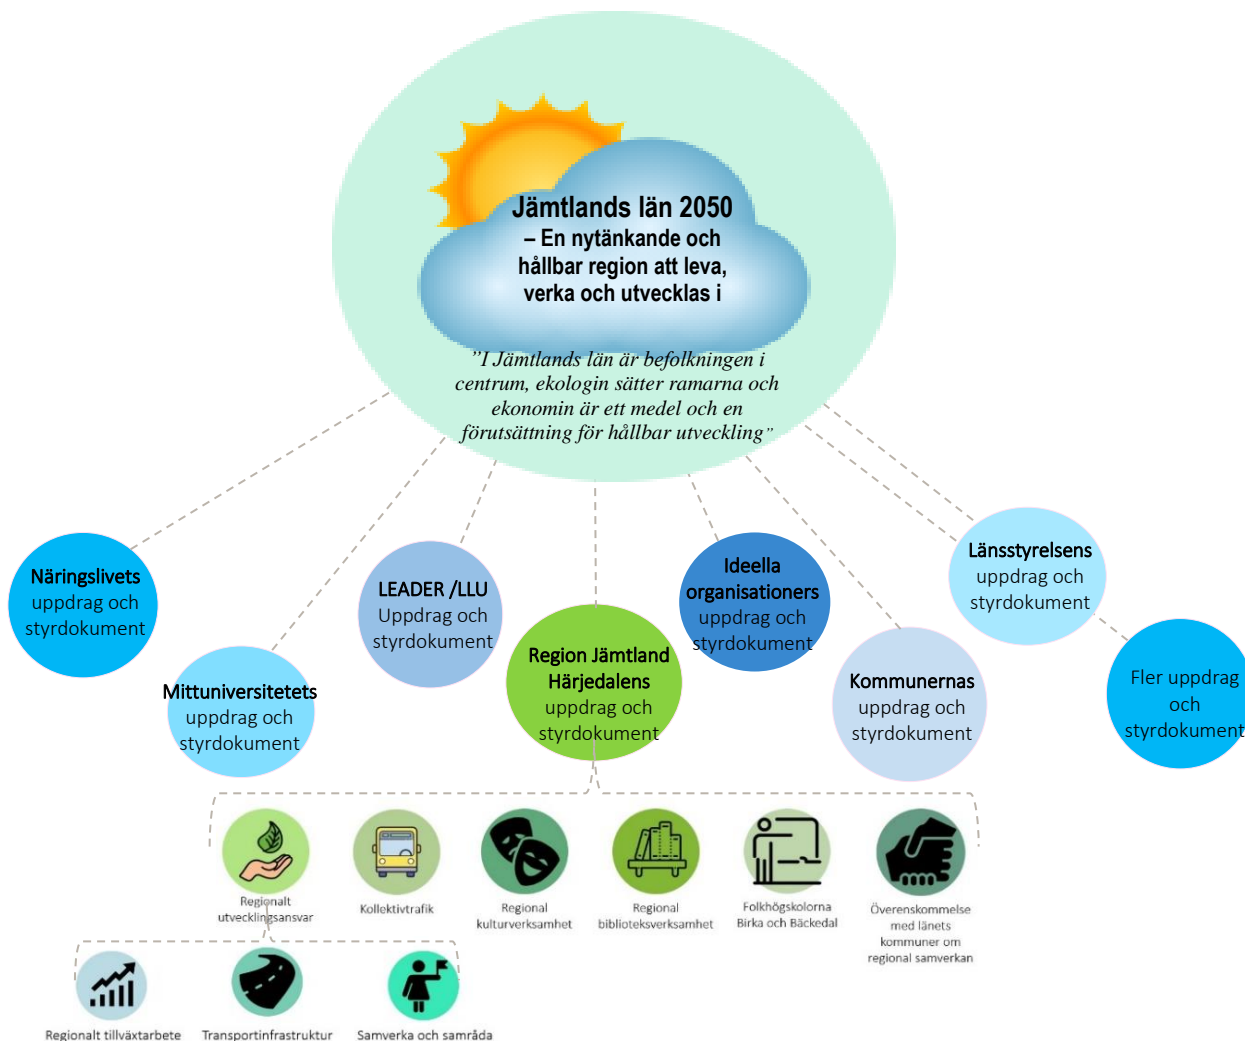 Jämtlands län 2050
– En nytänkande och
hållbar region att leva,
verka och utvecklas i
”I Jämtlands län är befolkningen i
centrum, ekologin sätter ramarna och
ekonomin är ett medel och en
förutsättning för hållbar utveckling”
Näringslivets
uppdrag och
styrdokument
Mittuniversitetets
uppdrag och
styrdokument
LEADER /LLU
Uppdrag och
styrdokument
Region Jämtland
Härjedalens
uppdrag och
styrdokument
Ideella
organisationers
uppdrag och
styrdokument
Kommunernas
uppdrag och
styrdokument
Länsstyrelsens
uppdrag och
styrdokument
Fler uppdrag
och
styrdokument
Regionalt
utvecklingsansvar
Kollektivtrafik
Regional
kulturverksamhet
Regional
biblioteksverksamhet
Folkhögskolorna
Birka och Bäckedal
Överenskommelse
med länets
kommuner om
regional samverkan
Regionalt tillväxtarbete
Transportinfrastruktur
Samverka och samråda